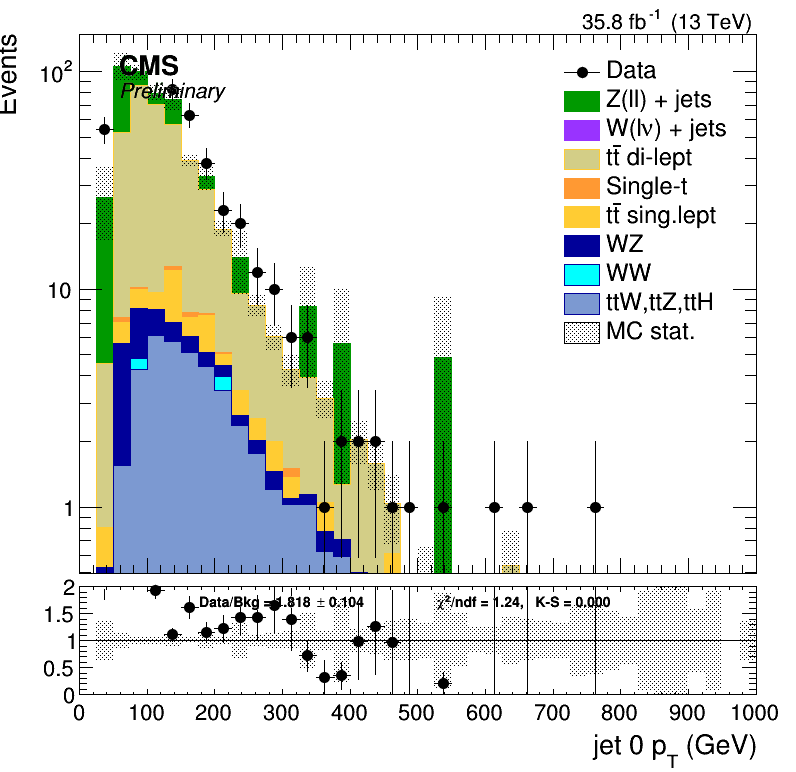 35.8 fb⁻¹ (13 TeV)
Events
CMS
Preliminary
10²
10
1
Data
Z(ll) + jets
W(lν) + jets
tt̄ di-lept
Single-t
tt̄ sing.lept
WZ
WW
ttW,ttZ,ttH
MC stat.
Data/Bkg = 1.818 ± 0.104 χ²/ndf = 1.24, K-S = 0.000
2
1.5
1
0.5
0
0 100 200 300 400 500 600 700 800 900 1000
jet 0 p_T (GeV)